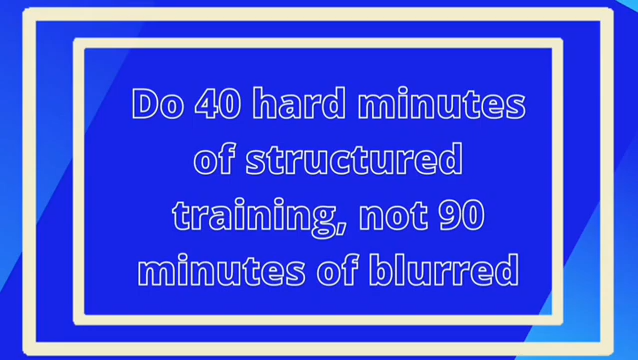 Do 40 hard minutes
of structured
training, not 90
minutes of blurred